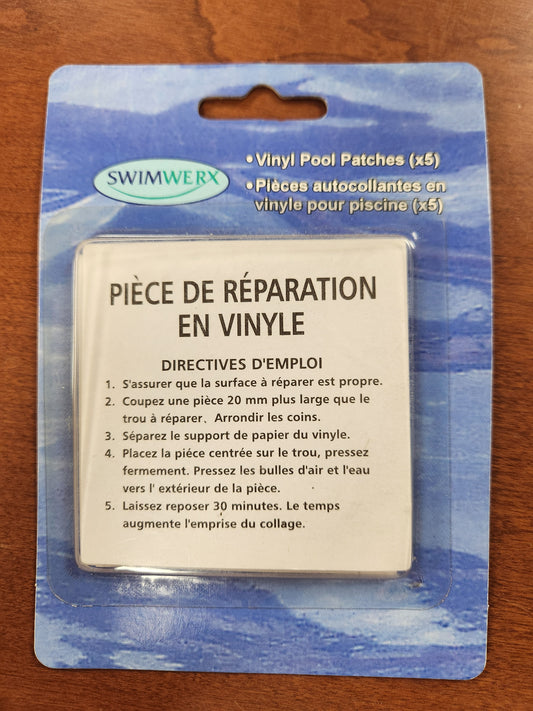 SWIMWERX
•Vinyl Pool Patches (x5)
•Pièces autocollantes en
vinyle pour piscine (x5)
PIÈCE DE RÉPARATION
EN VINYLE
DIRECTIVES D'EMPLOI
1. S'assurer que la surface à réparer est propre.
2. Coupez une pièce 20 mm plus large que le
trou à réparer. Arrondir les coins.
3. Séparez le support de papier du vinyle.
4. Placez la piéce centrée sur le trou, pressez
fermement. Pressez les bulles d'air et l'eau
vers l' extérieur de la pièce.
5. Laissez reposer 30 minutes. Le temps
augmente l'emprise du collage.